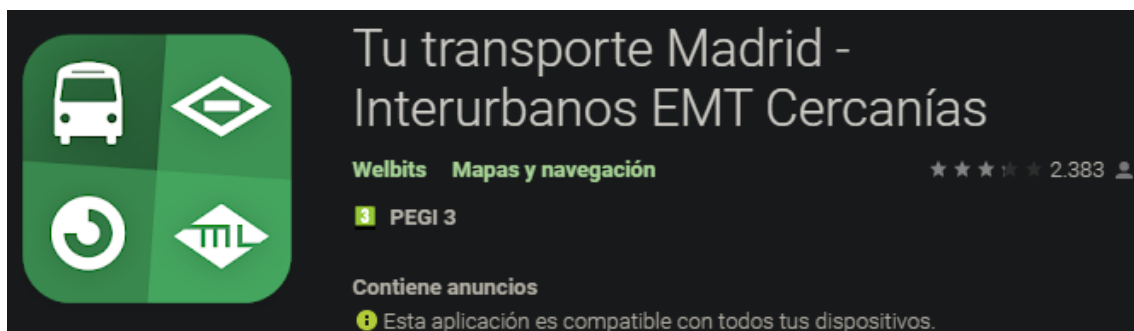 Tu transporte Madrid -
Interurbanos EMT Cercanías
Welbits Mapas y navegación 2.383
3 PEGI 3
Contiene anuncios
Esta aplicación es compatible con todos tus dispositivos.
ML